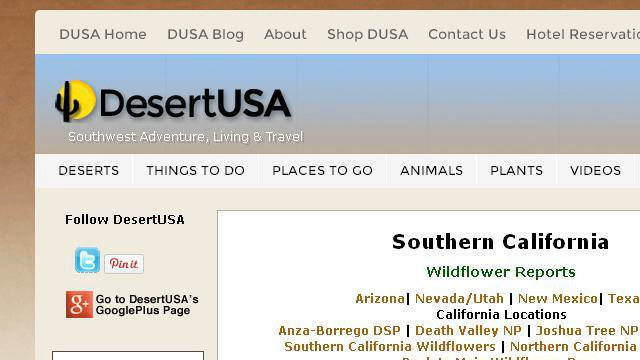 DUSA Home DUSA Blog About Shop DUSA Contact Us Hotel
DesertUSA
Southwest Adventure, Living & Travel
DESERTS THINGS TO DO PLACES TO GO ANIMALS PLANTS VIDEOS
Follow DesertUSA
Pin it
g+ Go to DesertUSA's
GooglePlus Page
Southern California
Wildflower Reports
Arizona| Nevada/Utah | New Mexico|
California Locations
Anza-Borrego DSP | Death Valley NP | Joshua Tree NP
Southern California Wildflowers | Northern California